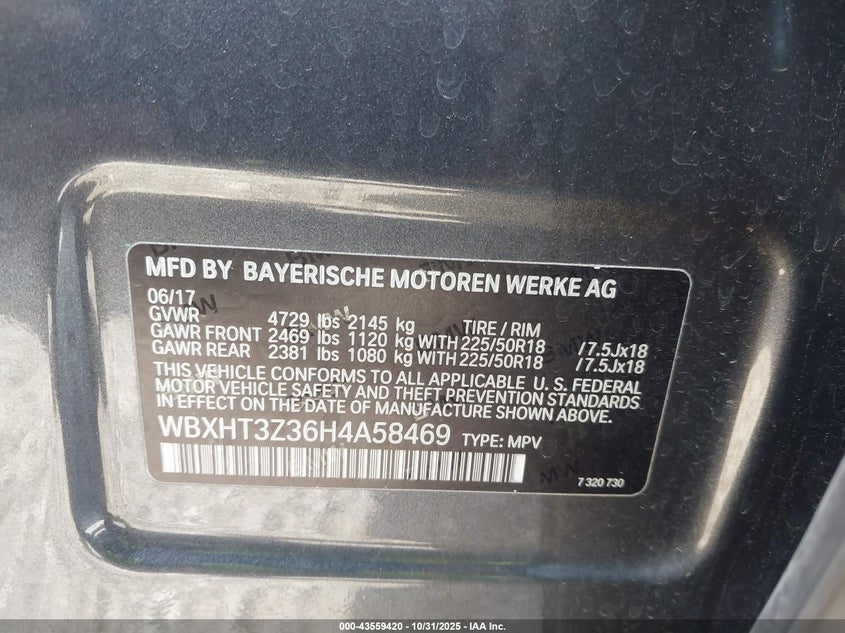 MFD BY BAYERISCHE MOTOREN WERKE AG
06/17
GVWR 4729 lbs 2145 kg TIRE / RIM
GAWR FRONT 2469 lbs 1120 kg WITH 225/50R18 /7.5Jx18
GAWR REAR 2381 lbs 1080 kg WITH 225/50R18 /7.5Jx18
THIS VEHICLE CONFORMS TO ALL APPLICABLE U. S. FEDERAL
MOTOR VEHICLE SAFETY AND THEFT PREVENTION STANDARDS
IN EFFECT ON THE DATE OF MANUFACTURE SHOWN ABOVE.
WBXHT3Z36H4A58469 TYPE: MPV
7 320 730
000-43559420 - 10/31/2025 - IAA Inc.